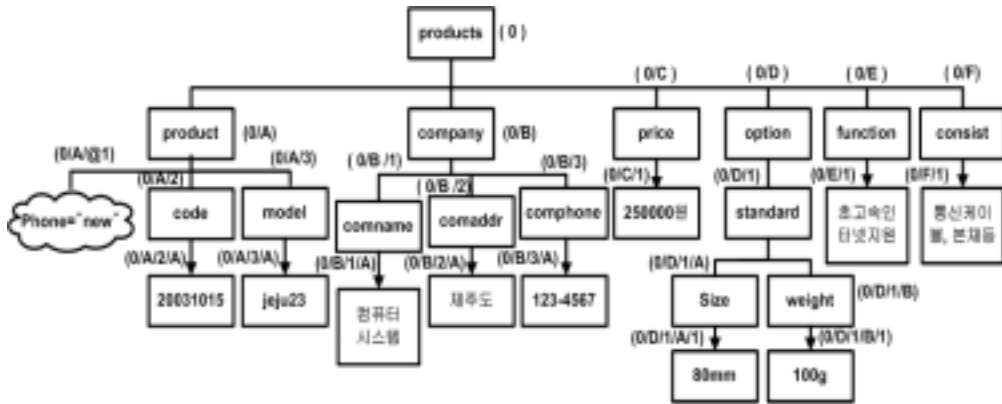 products ( 0 )
( 0/C ) ( 0/D ) ( 0/E ) ( 0/F)
product (0/A) company (0/B) price option function consist
(0/A/@1) (0/A/2) (0/A/3) ( 0/B /1) ( 0/B /2) (0/B/3) (0/C/1) (0/D/1) (0/E/1) (0/F/1)
Phone="new" code model comname comaddr comphone 250000원 standard 초고속인 통신케이
터넷지원 블, 본체등
(0/A/2/A) (0/A/3/A) (0/B/1/A) (0/B/2/A) (0/B/3/A) (0/D/1/A) (0/D/1/B)
20031015 jeju23 컴퓨터 제주도 123-4567 Size weight
시스템
(0/D/1/A/1) (0/D/1/B/1)
80mm 100g